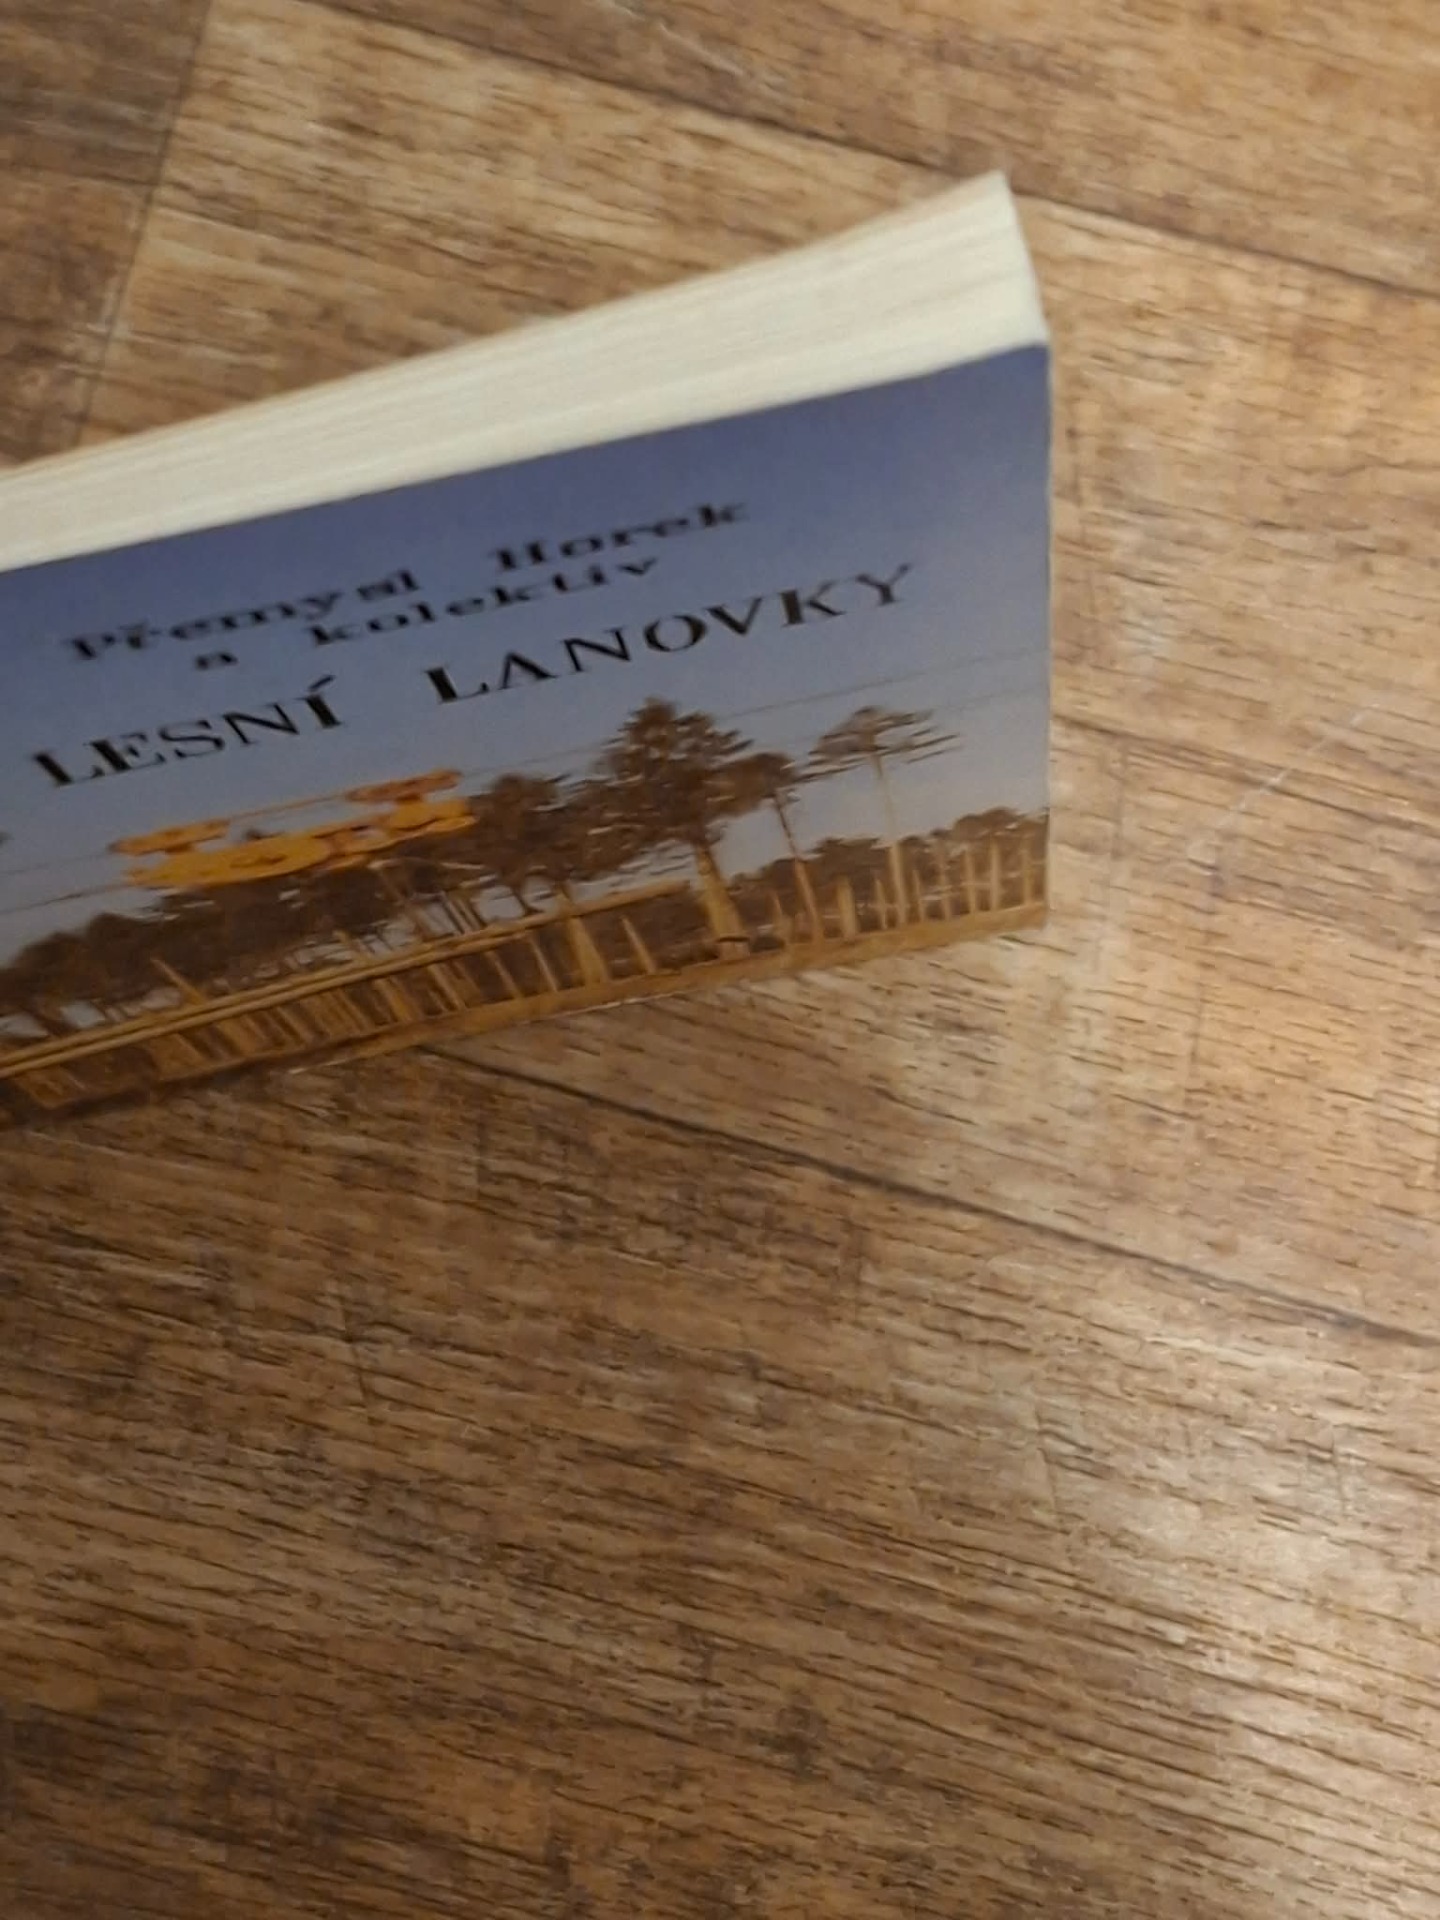 Přemysl Horek
a kolektiv
LESNÍ LANOVKY